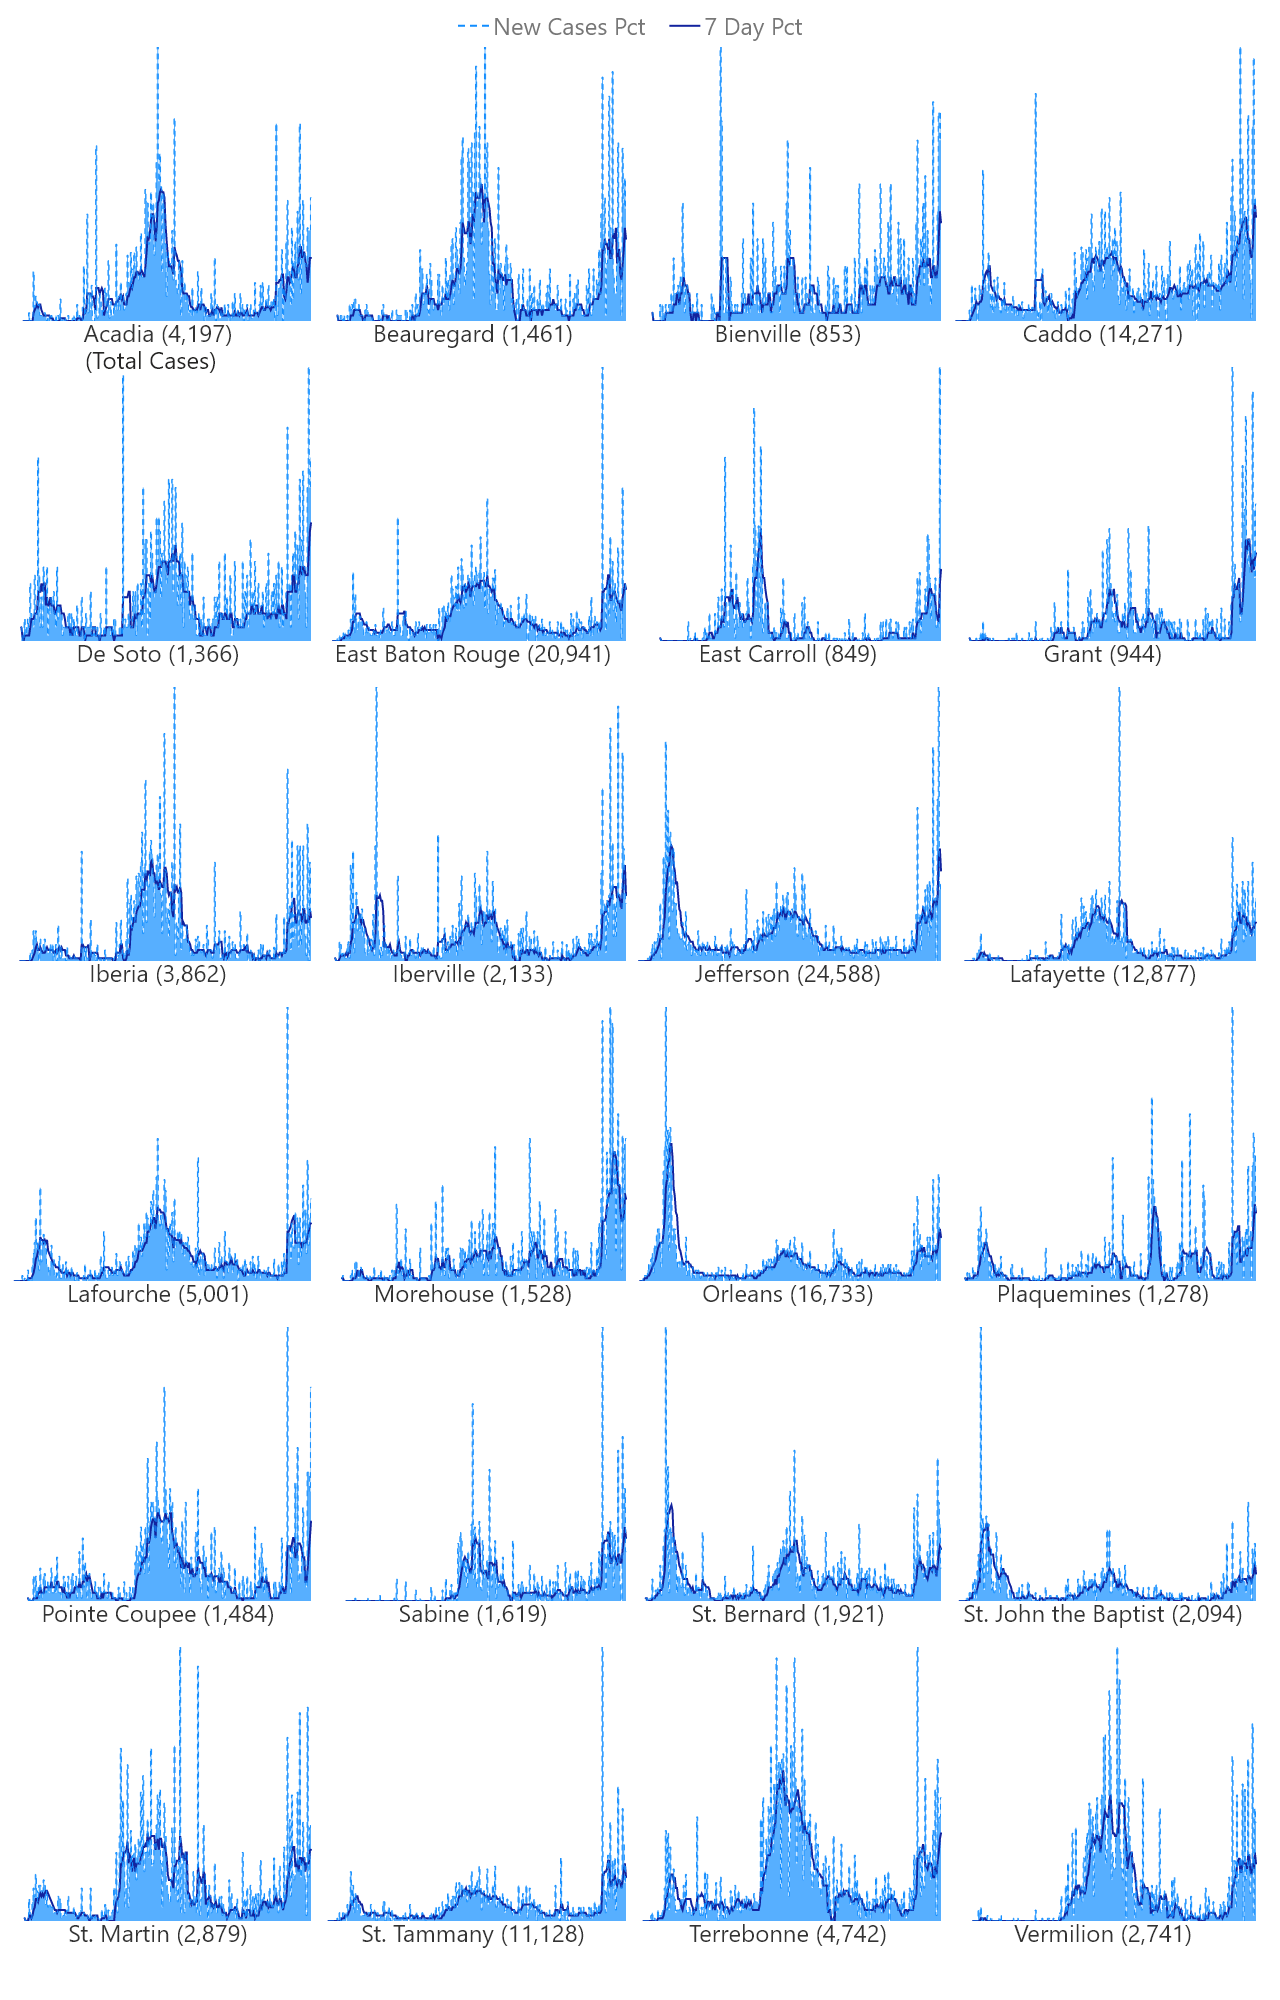 New Cases Pct 7 Day Pct
Acadia (4,197) Beauregard (1,461) Bienville (853) Caddo (14,271)
(Total Cases)
De Soto (1,366) East Baton Rouge (20,941) East Carroll (849) Grant (944)
Iberia (3,862) Iberville (2,133) Jefferson (24,588) Lafayette (12,877)
Lafourche (5,001) Morehouse (1,528) Orleans (16,733) Plaquemines (1,278)
Pointe Coupee (1,484) Sabine (1,619) St. Bernard (1,921) St. John the Baptist (2,094)
St. Martin (2,879) St. Tammany (11,128) Terrebonne (4,742) Vermilion (2,741)